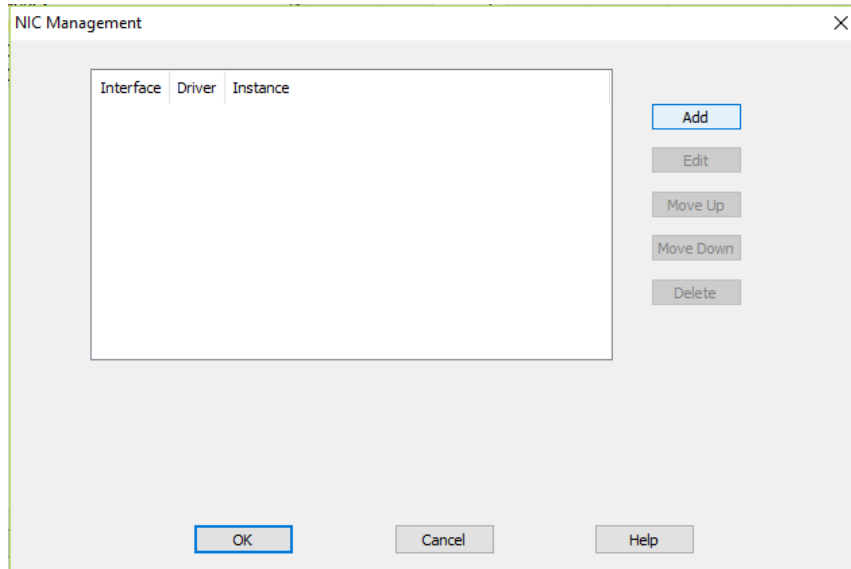 NIC Management
Interface Driver Instance
Add
Edit
Move Up
Move Down
Delete
OK Cancel Help